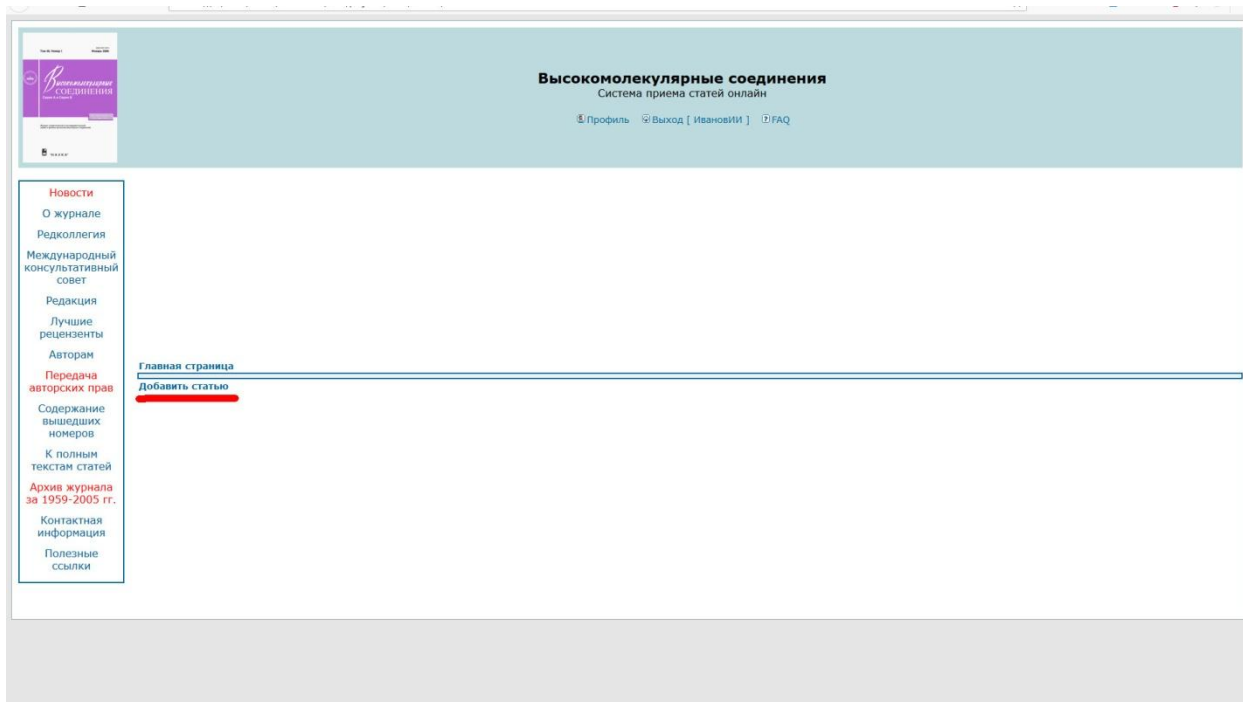 Высокомолекулярные
СОЕДИНЕНИЯ
Высокомолекулярные соединения
Система приема статей онлайн
Профиль Выход [ ИвановИИ ] FAQ
Новости
О журнале
Редколлегия
Международный
консультативный
совет
Редакция
Лучшие
рецензенты
Авторам
Передача
авторских прав
Содержание
вышедших
номеров
К полным
текстам статей
Архив журнала
за 1959-2005 гг.
Контактная
информация
Полезные
ссылки
Главная страница
Добавить статью